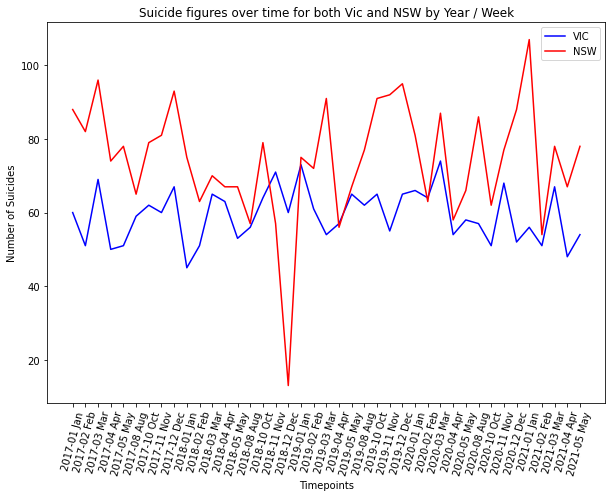 Suicide figures over time for both Vic and NSW by Year / Week
VIC
NSW
Number of Suicides
100
80
60
40
20
2017-01 Jan
2017-02 Feb
2017-03 Mar
2017-04 Apr
2017-05 May
2017-08 Aug
2017-10 Oct
2017-11 Nov
2017-12 Dec
2018-01 Jan
2018-02 Feb
2018-03 Mar
2018-04 Apr
2018-05 May
2018-08 Aug
2018-10 Oct
2018-11 Nov
2018-12 Dec
2019-01 Jan
2019-02 Feb
2019-03 Mar
2019-04 Apr
2019-05 May
2019-08 Aug
2019-10 Oct
2019-11 Nov
2019-12 Dec
2020-01 Jan
2020-02 Feb
2020-03 Mar
2020-04 Apr
2020-05 May
2020-08 Aug
2020-10 Oct
2020-11 Nov
2020-12 Dec
2021-01 Jan
2021-02 Feb
2021-03 Mar
2021-04 Apr
2021-05 May
Timepoints